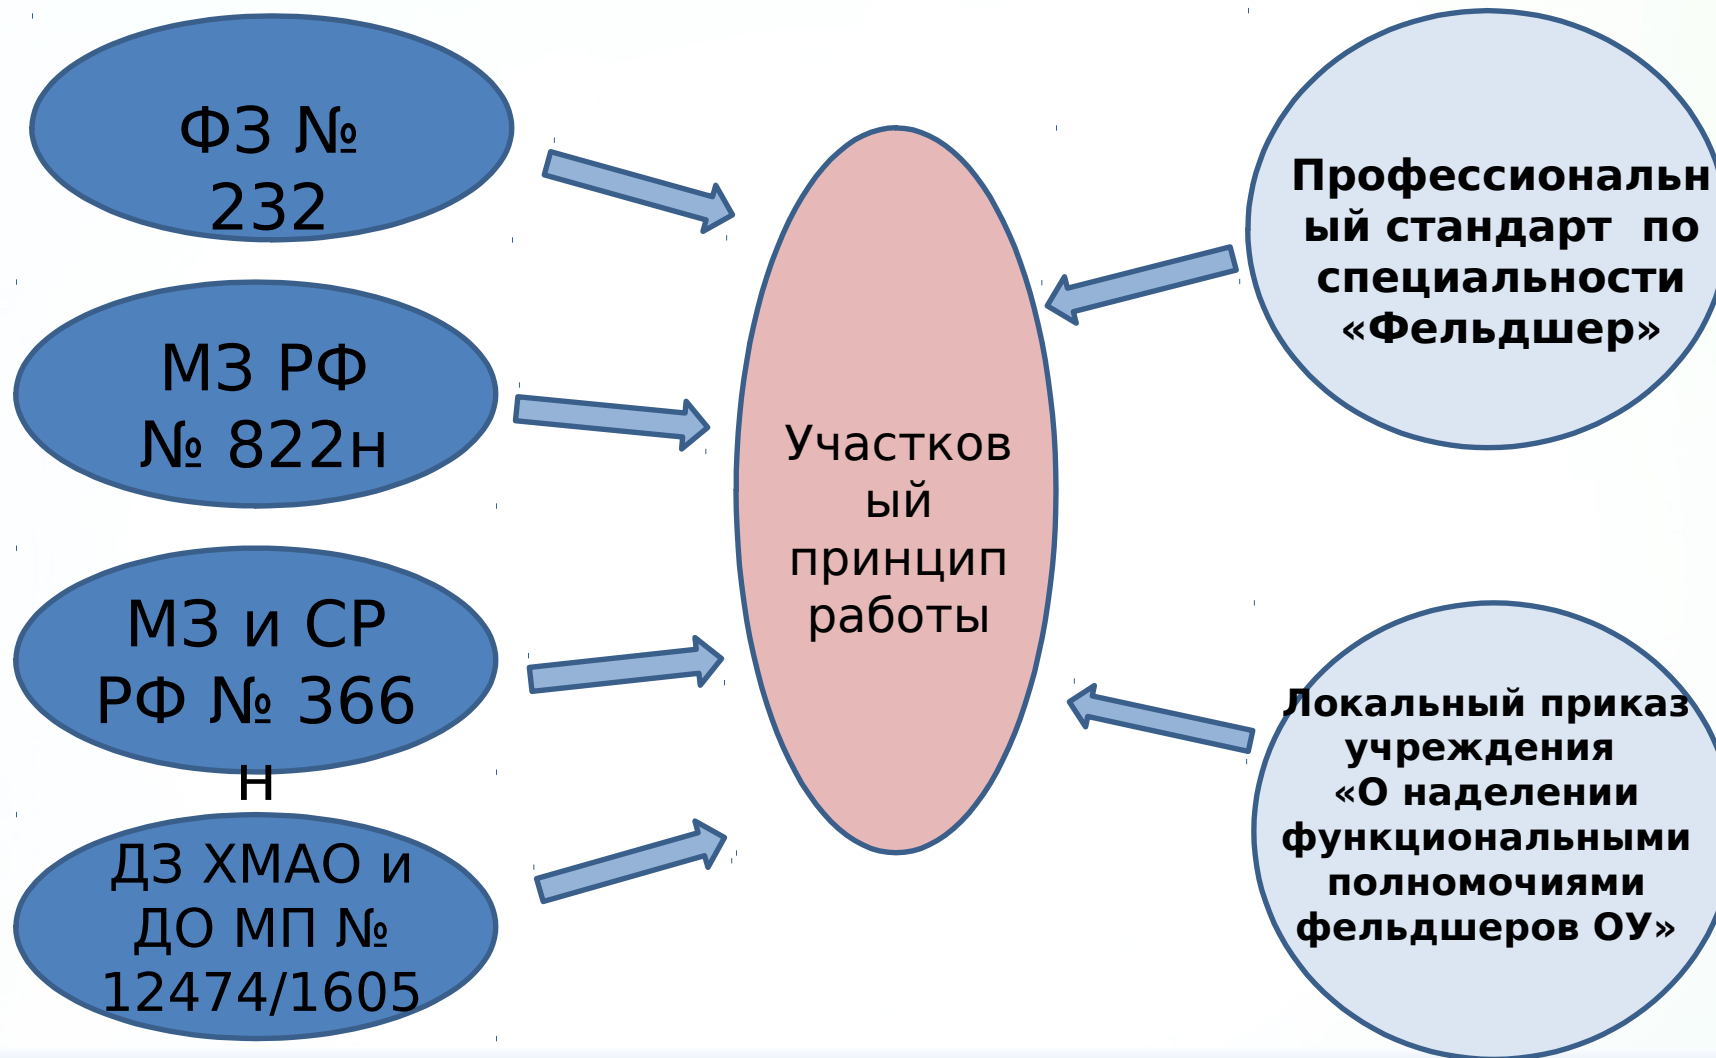 ФЗ №
232
МЗ РФ
№ 822н
МЗ и СР
РФ № 366
н
ДЗ ХМАО и
ДО МП №
12474/1605
Участков
ый
принцип
работы
Профессиональн
ый стандарт  по
специальности
«Фельдшер»
Локальный приказ
учреждения
«О наделении
функциональными
полномочиями
фельдшеров ОУ»